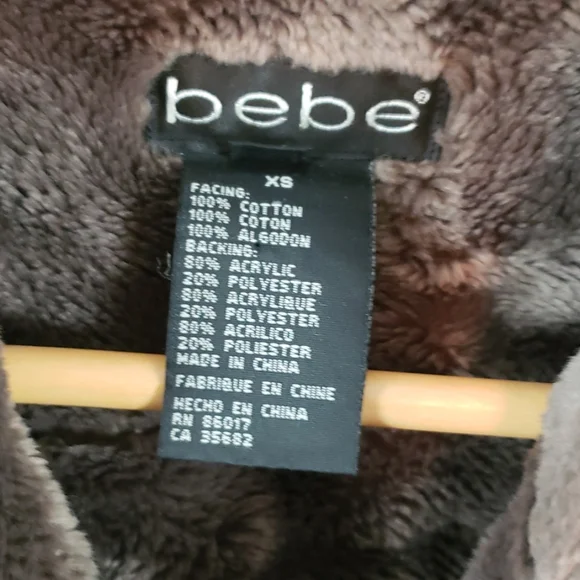 bebe®
XS
FACING:
100% COTTON
100% COTON
100% ALGODON
BACKING:
80% ACRYLIC
20% POLYESTER
80% ACRYLIQUE
20% POLYESTER
80% ACRILICO
20% POLIESTER
MADE IN CHINA
FABRIQUE EN CHINE
HECHO EN CHINA
RN 86017
CA 35682